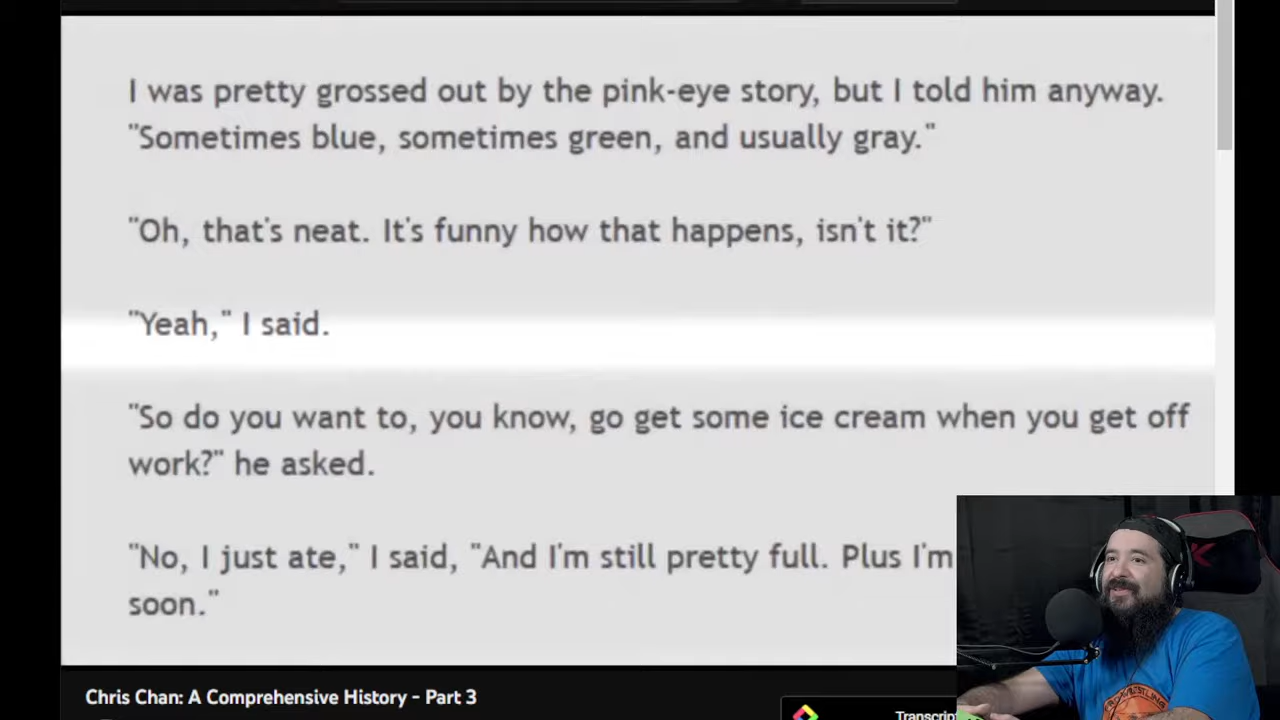 I was pretty grossed out by the pink-eye story, but I told him anyway.
"Sometimes blue, sometimes green, and usually gray."
"Oh, that's neat. It's funny how that happens, isn't it?"
"Yeah," I said.
"So do you want to, you know, go get some ice cream when you get off
work?" he asked.
"No, I just ate," I said, "And I'm still pretty full. Plus I'm
soon."
Chris Chan: A Comprehensive History - Part 3